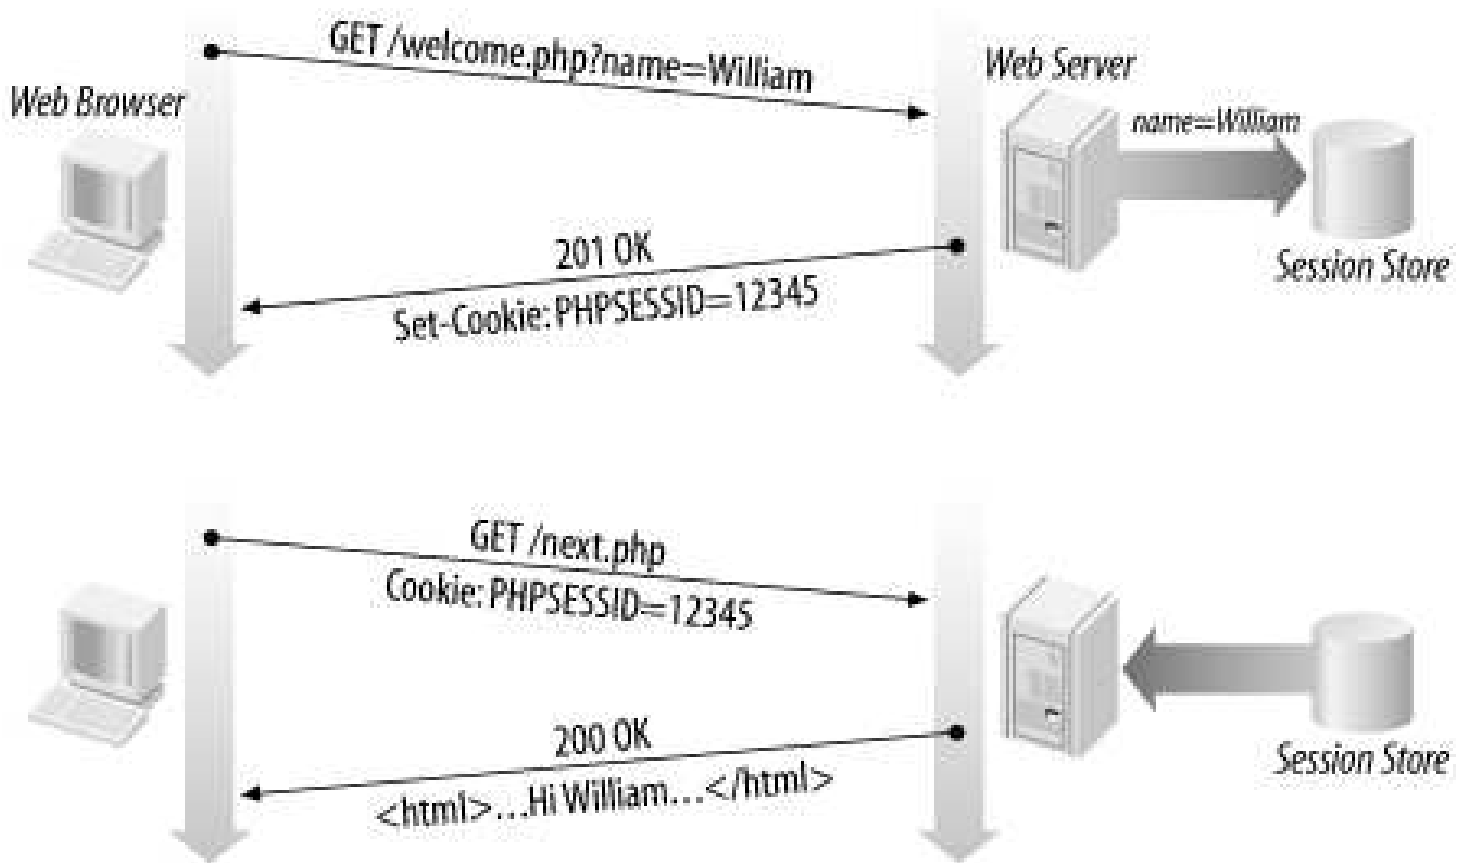 GET /welcome.php?name=William
Web Browser
Web Server
name=William
Session Store
201 OK
Set-Cookie: PHPSESSID=12345
GET /next.php
Cookie: PHPSESSID=12345
200 OK
<html>...Hi William...</html>
Session Store